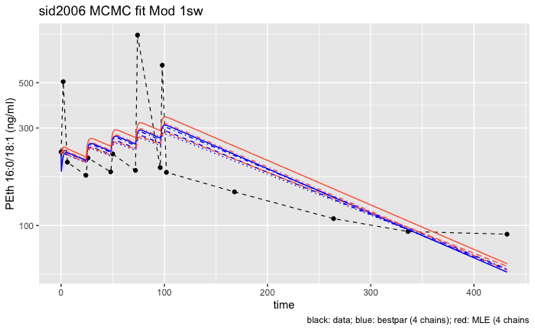 sid2006 MCMC fit Mod 1sw
PEth 16:0/18:1 (ng/ml)
500
300
100
0
100
200
300
400
time
black: data; blue: bestpar (4 chains); red: MLE (4 chains